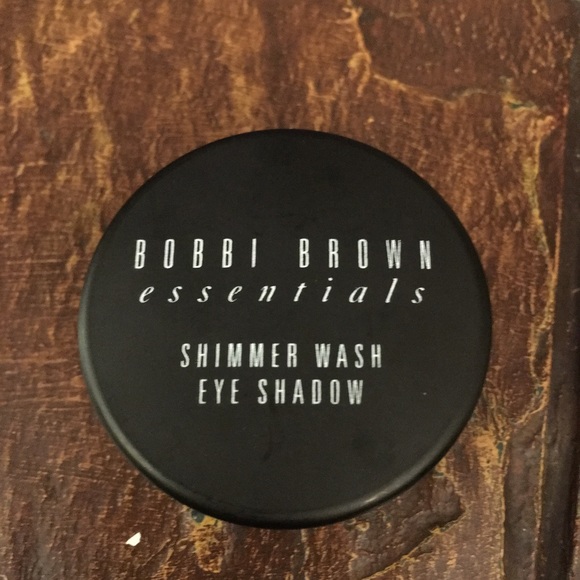 BOBBI BROWN
essentials
SHIMMER WASH
EYE SHADOW